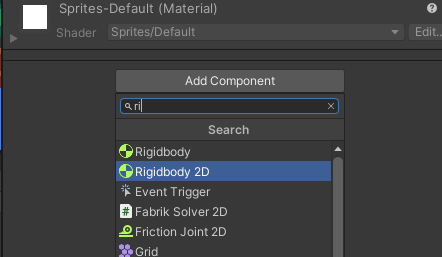 Sprites-Default (Material)
Shader Sprites/Default Edit...
Add Component
ri
Search
Rigidbody
Rigidbody 2D
Event Trigger
Fabrik Solver 2D
Friction Joint 2D
Grid